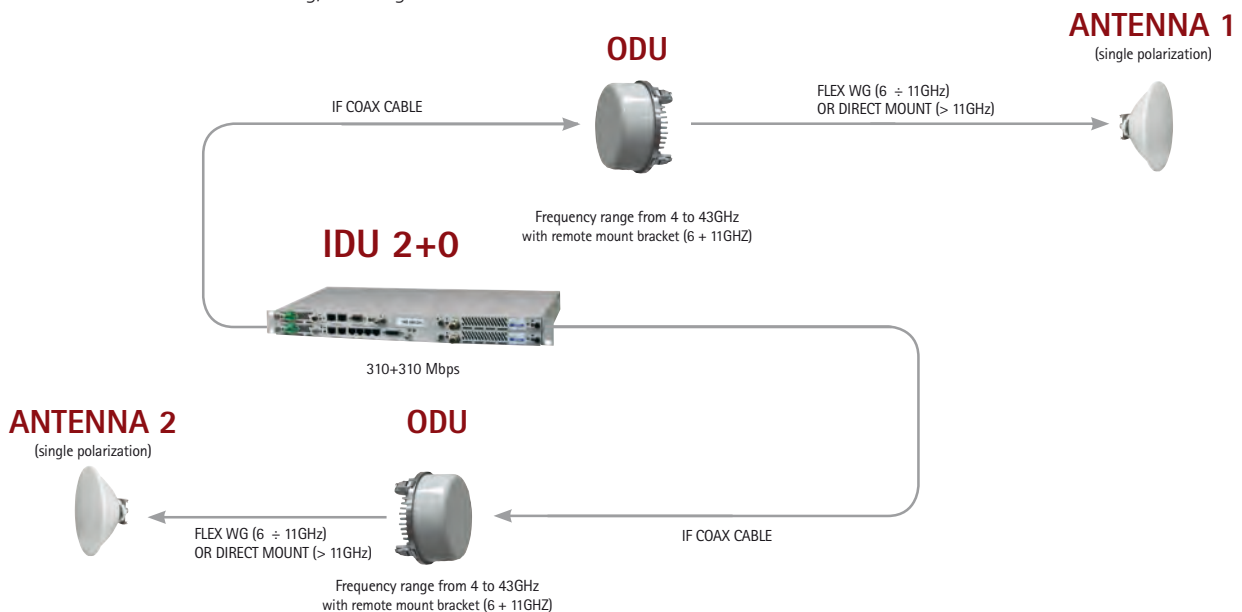 ANTENNA 1
(single polarization)
ODU
FLEX WG (6 ÷ 11GHz)
OR DIRECT MOUNT (> 11GHz)
IF COAX CABLE
Frequency range from 4 to 43GHz
with remote mount bracket (6 + 11GHZ)
IDU 2+0
310+310 Mbps
ANTENNA 2
(single polarization)
ODU
FLEX WG (6 ÷ 11GHz)
OR DIRECT MOUNT (> 11GHz)
IF COAX CABLE
Frequency range from 4 to 43GHz
with remote mount bracket (6 + 11GHZ)